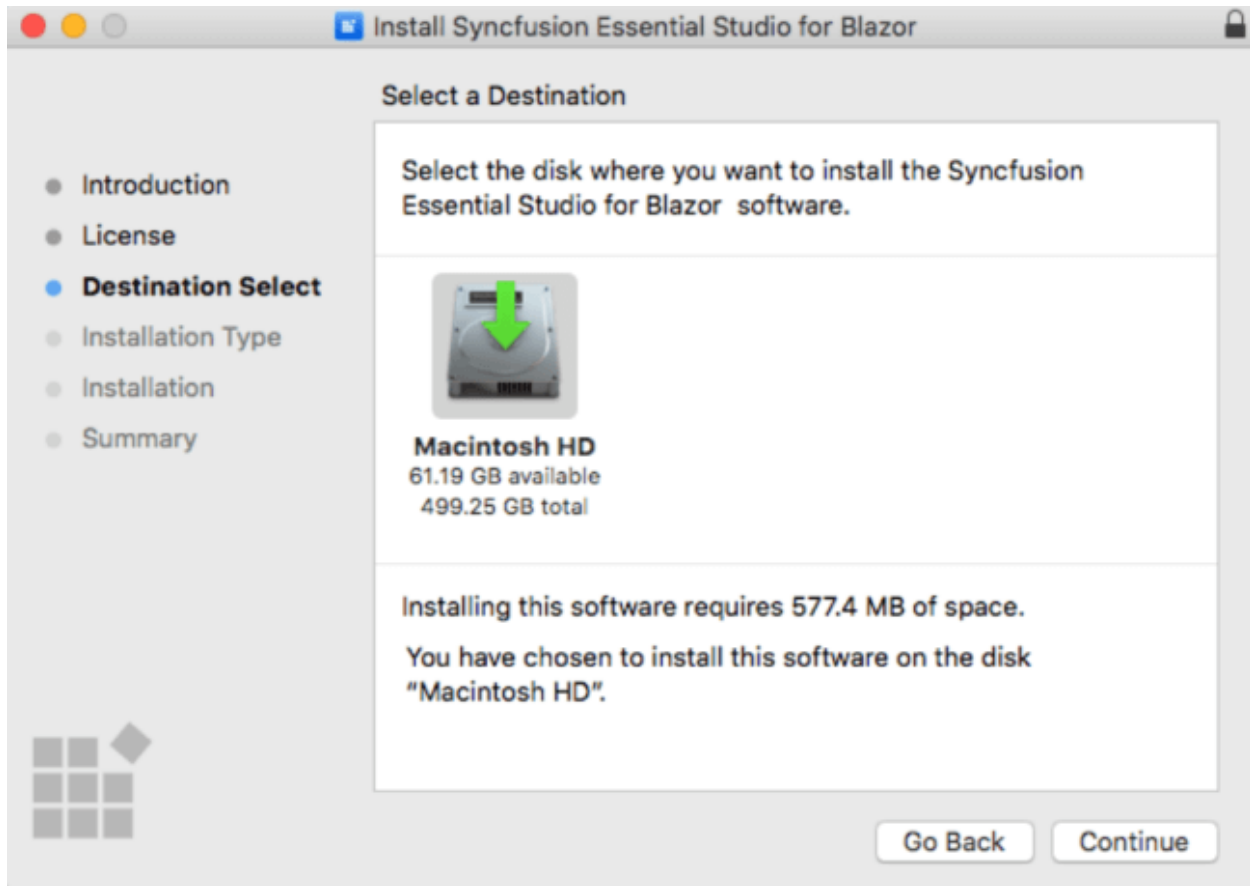 Install Syncfusion Essential Studio for Blazor
Select a Destination
Introduction
License
Destination Select
Installation Type
Installation
Summary
Select the disk where you want to install the Syncfusion
Essential Studio for Blazor  software.
Macintosh HD
61.19 GB available
499.25 GB total
Installing this software requires 577.4 MB of space.
You have chosen to install this software on the disk
“Macintosh HD”.
Go Back
Continue